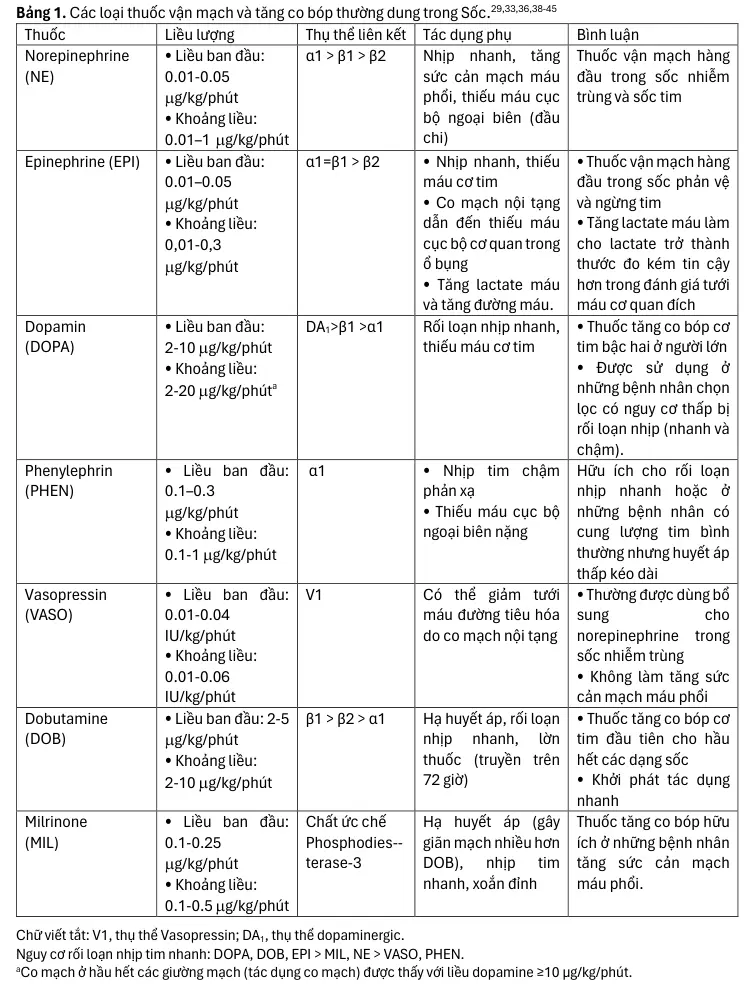 Bảng 1. Các loại thuốc vận mạch và tăng co bóp thường dung trong Sốc.29,33,36,38-45
Thuốc
Liều lượng
Thụ thể liên kết
Tác dụng phụ
Bình luận
Norepinephrine
(NE)
• Liều ban đầu:
0.01-0.05
µg/kg/phút
• Khoảng liều:
0.01–1 µg/kg/phút
α1 > β1 > β2
Nhịp nhanh, tăng
sức cản mạch máu
phổi, thiếu máu cục
bộ ngoại biên (đầu
chi)
Thuốc vận mạch hàng
đầu trong sốc nhiễm
trùng và sốc tim
Epinephrine (EPI)
• Liều ban đầu:
0.01–0.05
µg/kg/phút
• Khoảng liều:
0,01-0,3
µg/kg/phút
α1=β1 > β2
• Nhịp nhanh, thiếu
máu cơ tim
• Co mạch nội tạng
dẫn đến thiếu máu
cục bộ cơ quan trong
ổ bụng
• Tăng lactate máu
và tăng đường máu.
• Thuốc vận mạch hàng
đầu trong sốc phản vệ
và ngừng tim
• Tăng lactate máu làm
cho lactate trở thành
thước đo kém tin cậy
hơn trong đánh giá tưới
máu cơ quan đích
Dopamin
(DOPA)
• Liều ban đầu:
2-10 µg/kg/phút
• Khoảng liều:
2-20 µg/kg/phútª
DA₁>β1 >α1
Rối loạn nhịp nhanh,
thiếu máu cơ tim
• Thuốc tăng co bóp cơ
tim bậc hai ở người lớn
• Được sử dụng ở
những bệnh nhân chọn
lọc có nguy cơ thấp bị
rối loạn nhịp (nhanh và
chậm).
Phenylephrin
(PHEN)
• Liều ban đầu:
0.1–0.3
µg/kg/phút
• Khoảng liều:
0.1-1 µg/kg/phút
α1
• Nhịp tim chậm
phản xạ
• Thiếu máu cục bộ
ngoại biên nặng
Hữu ích cho rối loạn
nhịp nhanh hoặc ở
những bệnh nhân có
cung lượng tim bình
thường nhưng huyết áp
thấp kéo dài
Vasopressin
(VASO)
• Liều ban đầu:
0.01-0.04
IU/kg/phút
• Khoảng liều:
0.01-0.06
IU/kg/phút
V1
Có thể giảm tưới
máu đường tiêu hóa
do co mạch nội tạng
• Thường được dùng bổ
sung cho
norepinephrine trong
sốc nhiễm trùng
• Không làm tăng sức
cản mạch máu phổi
Dobutamine
(DOB)
• Liều ban đầu: 2-5
µg/kg/phút
• Khoảng liều:
2-10 µg/kg/phút
β1 > β2 > α1
Hạ huyết áp, rối loạn
nhịp nhanh, lờn
thuốc (truyền trên
72 giờ)
• Thuốc tăng co bóp cơ
tim đầu tiên cho hầu
hết các dạng sốc
• Khởi phát tác dụng
nhanh
Milrinone
(MIL)
• Liều ban đầu:
0.1-0.25
µg/kg/phút
• Khoảng liều:
0.1-0.5 µg/kg/phút
Chất ức chế
Phosphodies--
terase-3
Hạ huyết áp (gây
giãn mạch nhiều hơn
DOB), nhịp tim
nhanh, xoắn đỉnh
Thuốc tăng co bóp hữu
ích ở những bệnh nhân
tăng sức cản mạch
máu phổi.
Chữ viết tắt: V1, thụ thể Vasopressin; DA₁, thụ thể dopaminergic.
Nguy cơ rối loạn nhịp tim nhanh: DOPA, DOB, EPI > MIL, NE > VASO, PHEN.
ªCo mạch ở hầu hết các giường mạch (tác dụng co mạch) được thấy với liều dopamine ≥10 µg/kg/phút.